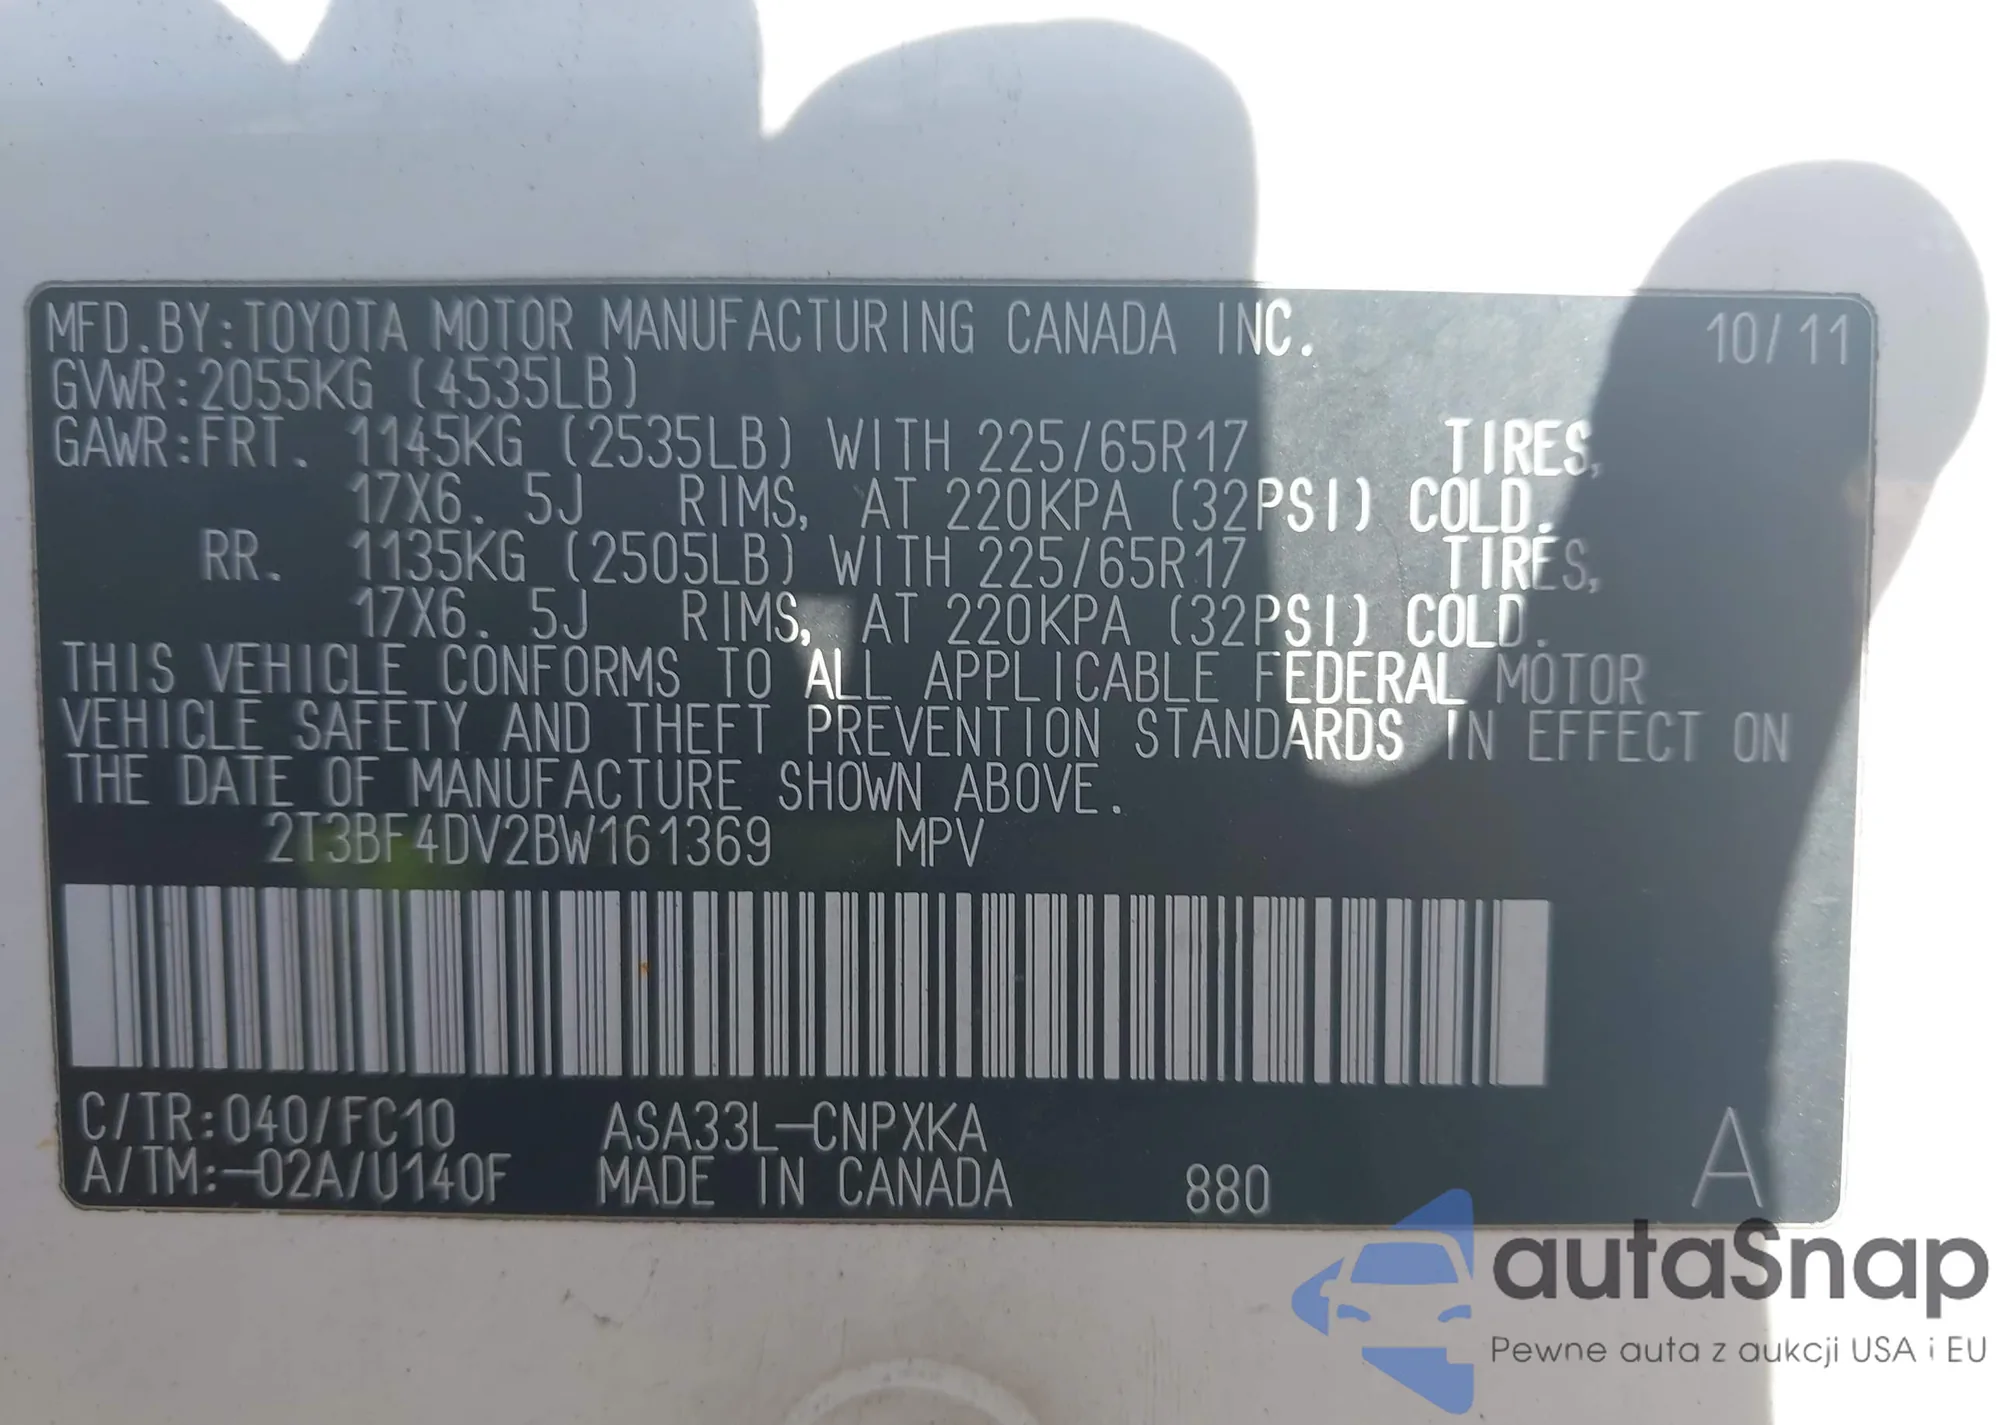 MFD.BY:TOYOTA MOTOR MANUFACTURING CANADA INC. 10/11
GVWR:2055KG (4535LB)
GAWR:FRT. 1145KG (2535LB) WITH 225/65R17 TIRES,
17X6. 5J RIMS, AT 220KPA (32PSI) COLD.
RR. 1135KG (2505LB) WITH 225/65R17 TIRES,
17X6. 5J RIMS, AT 220KPA (32PSI) COLD.
THIS VEHICLE CONFORMS TO ALL APPLICABLE FEDERAL MOTOR
VEHICLE SAFETY AND THEFT PREVENTION STANDARDS IN EFFECT ON
THE DATE OF MANUFACTURE SHOWN ABOVE.
2T3BF4DV2BW161369 MPV
C/TR:040/FC10 ASA33L-CNPXKA
A/TM:-02A/U140F MADE IN CANADA 880 A
autaSnap
Pewne auta z aukcji USA i EU